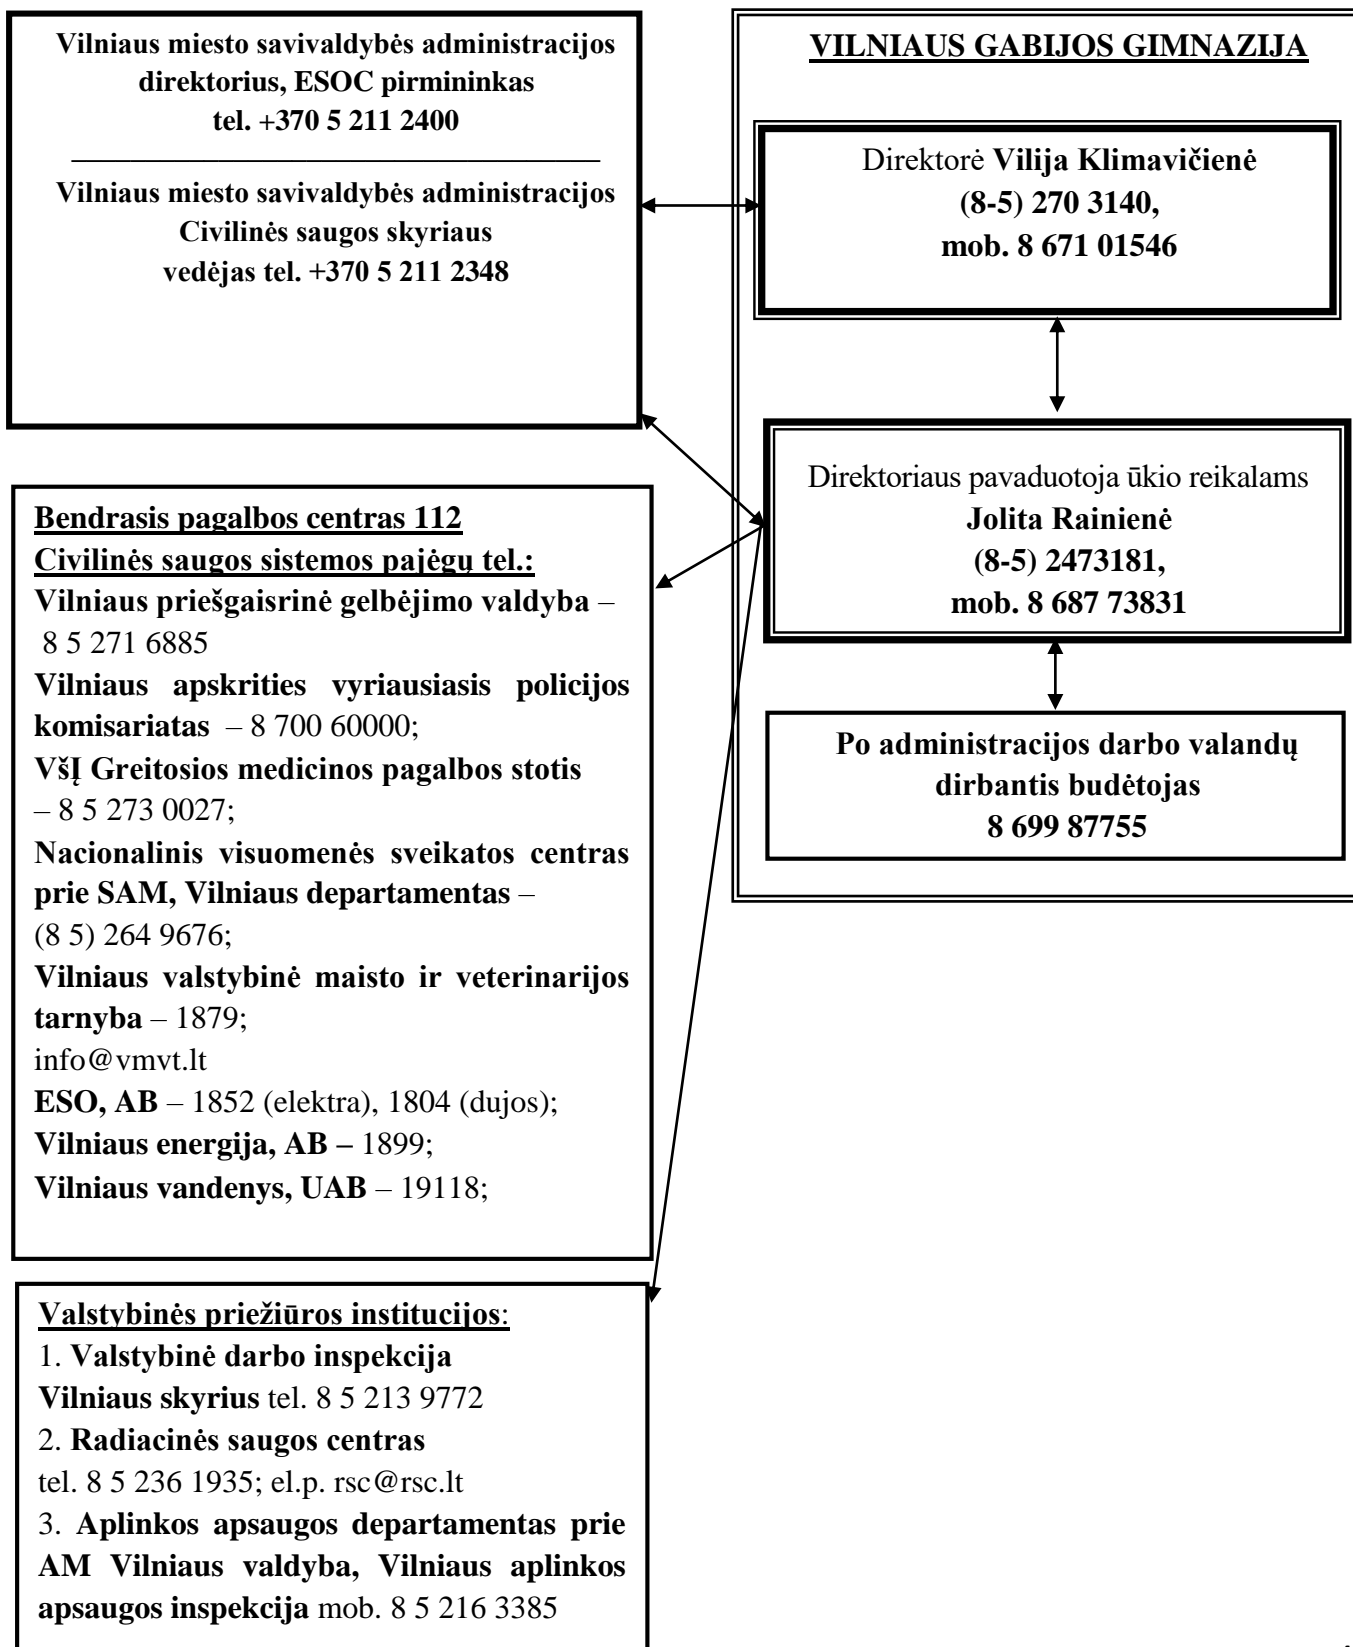 Vilniaus miesto savivaldybės administracijos
direktorius, ESOC pirmininkas
tel. +370 5 211 2400
Vilniaus miesto savivaldybės administracijos
Civilinės saugos skyriaus
vedėjas tel. +370 5 211 2348
VILNIAUS GABIJOS GIMNAZIJA
Direktorė Vilija Klimavičienė
(8-5) 270 3140,
mob. 8 671 01546
Direktoriaus pavaduotoja ūkio reikalams
Jolita Rainienė
(8-5) 2473181,
mob. 8 687 73831
Po administracijos darbo valandų
dirbantis budėtojas
8 699 87755
Bendrasis pagalbos centras 112
Civilinės saugos sistemos pajėgų tel.:
Vilniaus priešgaisrinė gelbėjimo valdyba –
8 5 271 6885
Vilniaus apskrities vyriausiasis policijos
komisariatas – 8 700 60000;
VšĮ Greitosios medicinos pagalbos stotis
– 8 5 273 0027;
Nacionalinis visuomenės sveikatos centras
prie SAM, Vilniaus departamentas –
(8 5) 264 9676;
Vilniaus valstybinė maisto ir veterinarijos
tarnyba – 1879;
info@vmvt.lt
ESO, AB – 1852 (elektra), 1804 (dujos);
Vilniaus energija, AB – 1899;
Vilniaus vandenys, UAB – 19118;
Valstybinės priežiūros institucijos:
1. Valstybinė darbo inspekcija
Vilniaus skyrius tel. 8 5 213 9772
2. Radiacinės saugos centras
tel. 8 5 236 1935; el.p. rsc@rsc.lt
3. Aplinkos apsaugos departamentas prie
AM Vilniaus valdyba, Vilniaus aplinkos
apsaugos inspekcija mob. 8 5 216 3385